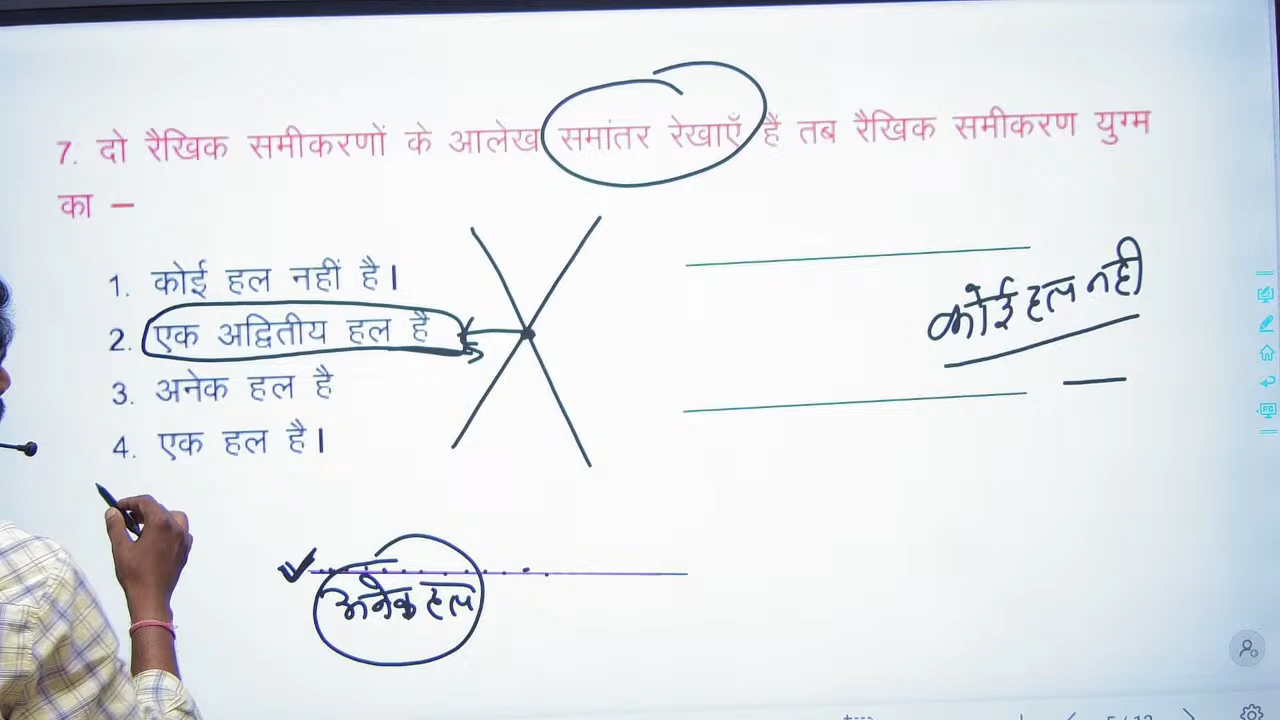 7. दो रैखिक समीकरणों के आलेख समांतर रेखाएँ हैं तब रैखिक समीकरण युग्म
का –
1. कोई हल नहीं है।
2. एक अद्वितीय हल है
3. अनेक हल है
4. एक हल है।
कोई हल नही
अनेक हल